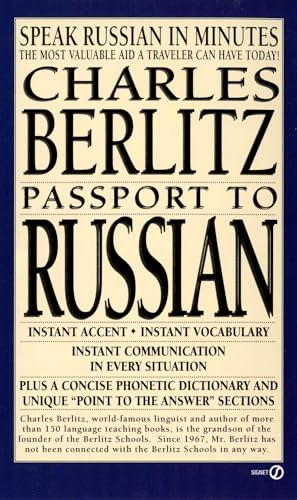 SPEAK RUSSIAN IN MINUTES
THE MOST VALUABLE AID A TRAVELER CAN HAVE TODAY!
CHARLES
BERLITZ
PASSPORT TO
RUSSIAN
INSTANT ACCENT • INSTANT VOCABULARY
INSTANT COMMUNICATION
IN EVERY SITUATION
PLUS A CONCISE PHONETIC DICTIONARY AND
UNIQUE "POINT TO THE ANSWER" SECTIONS
Charles Berlitz, world-famous linguist and author of more
than 150 language teaching books, is the grandson of the
founder of the Berlitz Schools. Since 1967, Mr. Berlitz has
not been connected with the Berlitz Schools in any way.
SIGNET